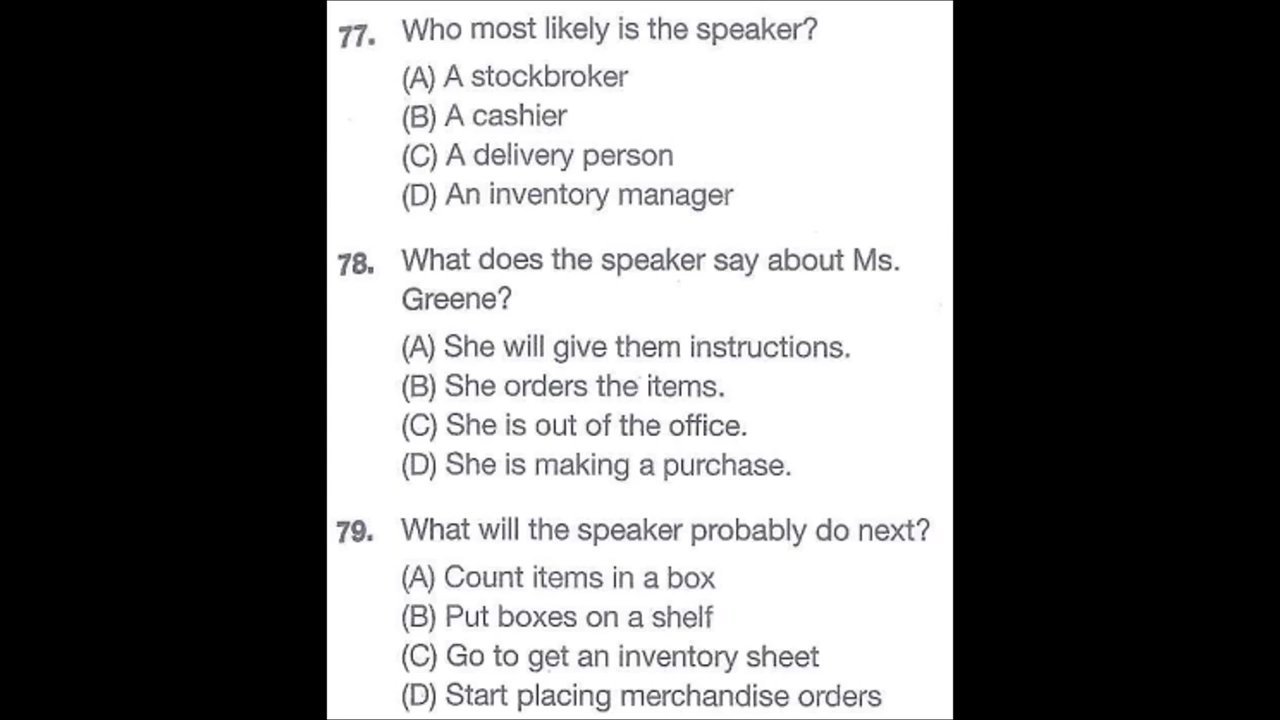 77. Who most likely is the speaker?
(A) A stockbroker
(B) A cashier
(C) A delivery person
(D) An inventory manager
78. What does the speaker say about Ms.
Greene?
(A) She will give them instructions.
(B) She orders the items.
(C) She is out of the office.
(D) She is making a purchase.
79. What will the speaker probably do next?
(A) Count items in a box
(B) Put boxes on a shelf
(C) Go to get an inventory sheet
(D) Start placing merchandise orders